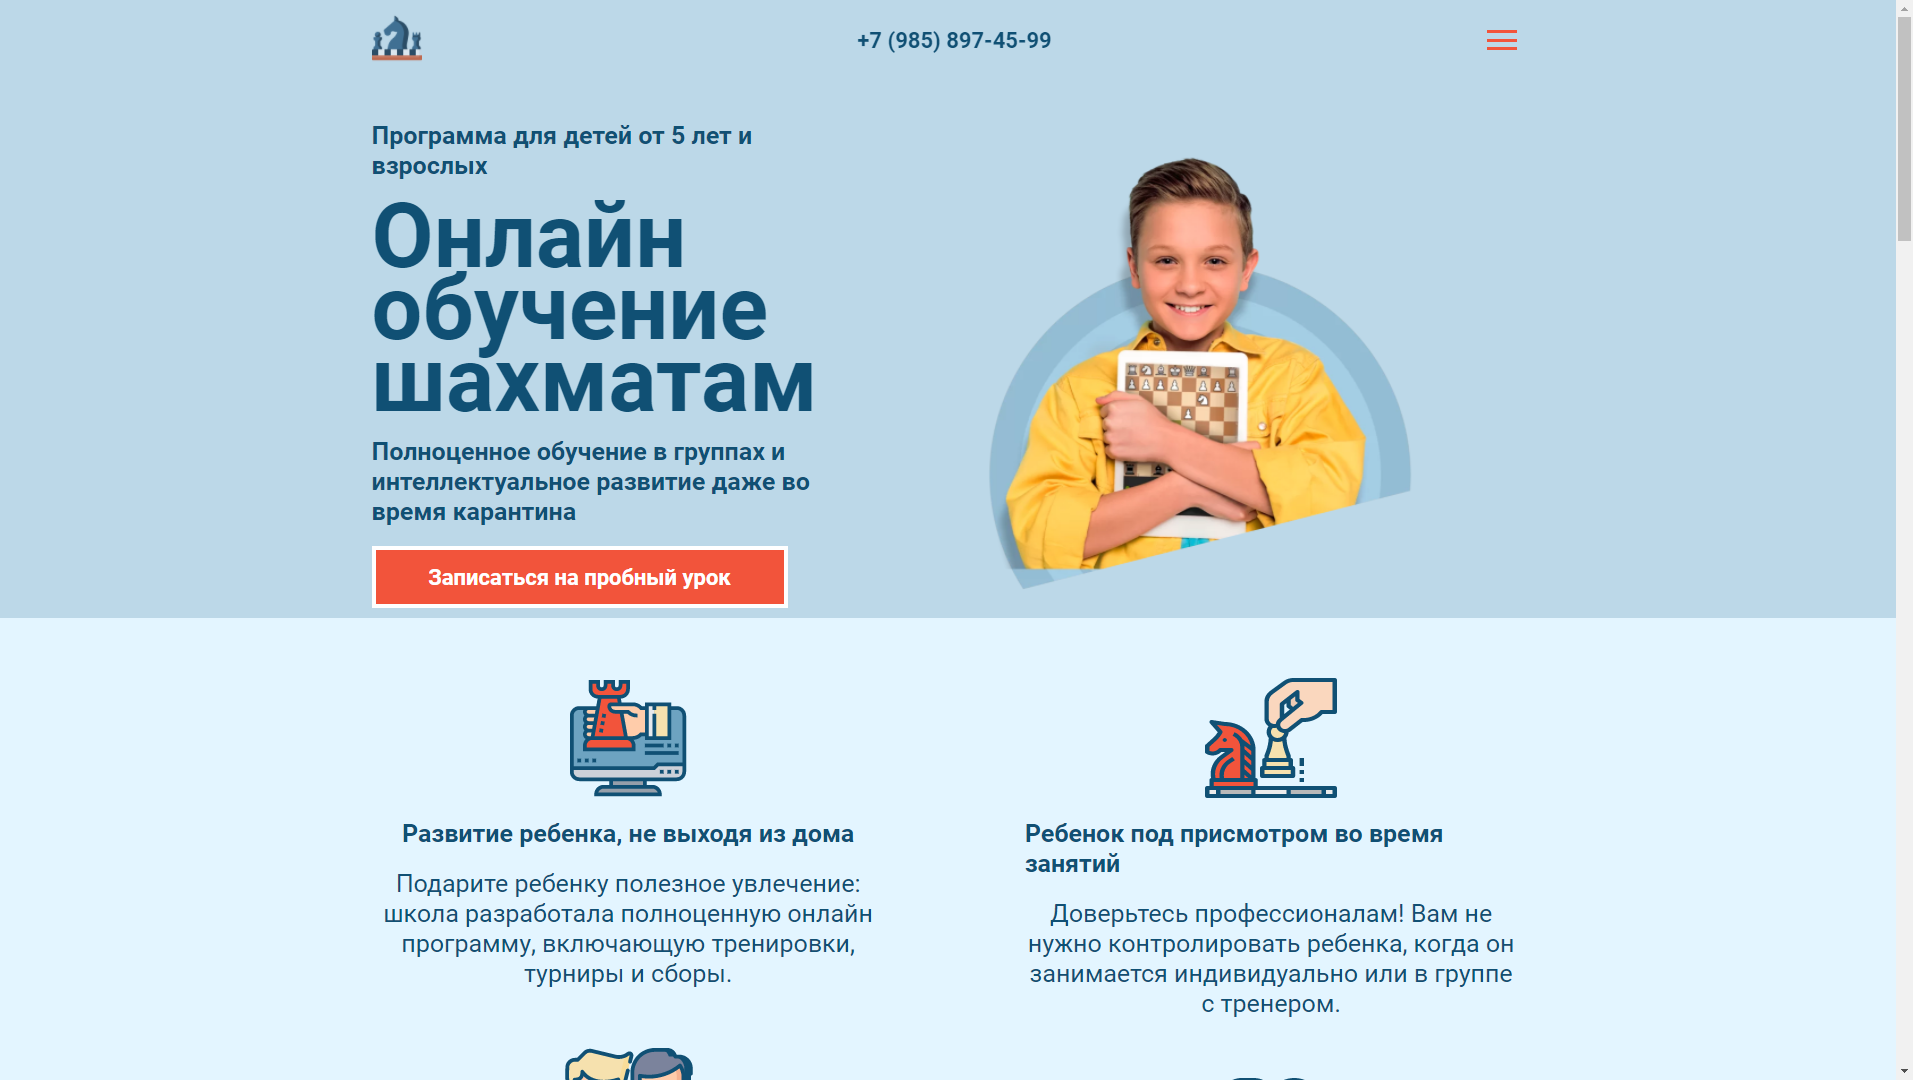 +7 (985) 897-45-99
Программа для детей от 5 лет и
взрослых
Онлайн
обучение
шахматам
Полноценное обучение в группах и
интеллектуальное развитие даже во
время карантина
Записаться на пробный урок
Развитие ребенка, не выходя из дома
Подарите ребенку полезное увлечение:
школа разработала полноценную онлайн
программу, включающую тренировки,
турниры и сборы.
Ребенок под присмотром во время
занятий
Доверьтесь профессионалам! Вам не
нужно контролировать ребенка, когда он
занимается индивидуально или в группе
с тренером.